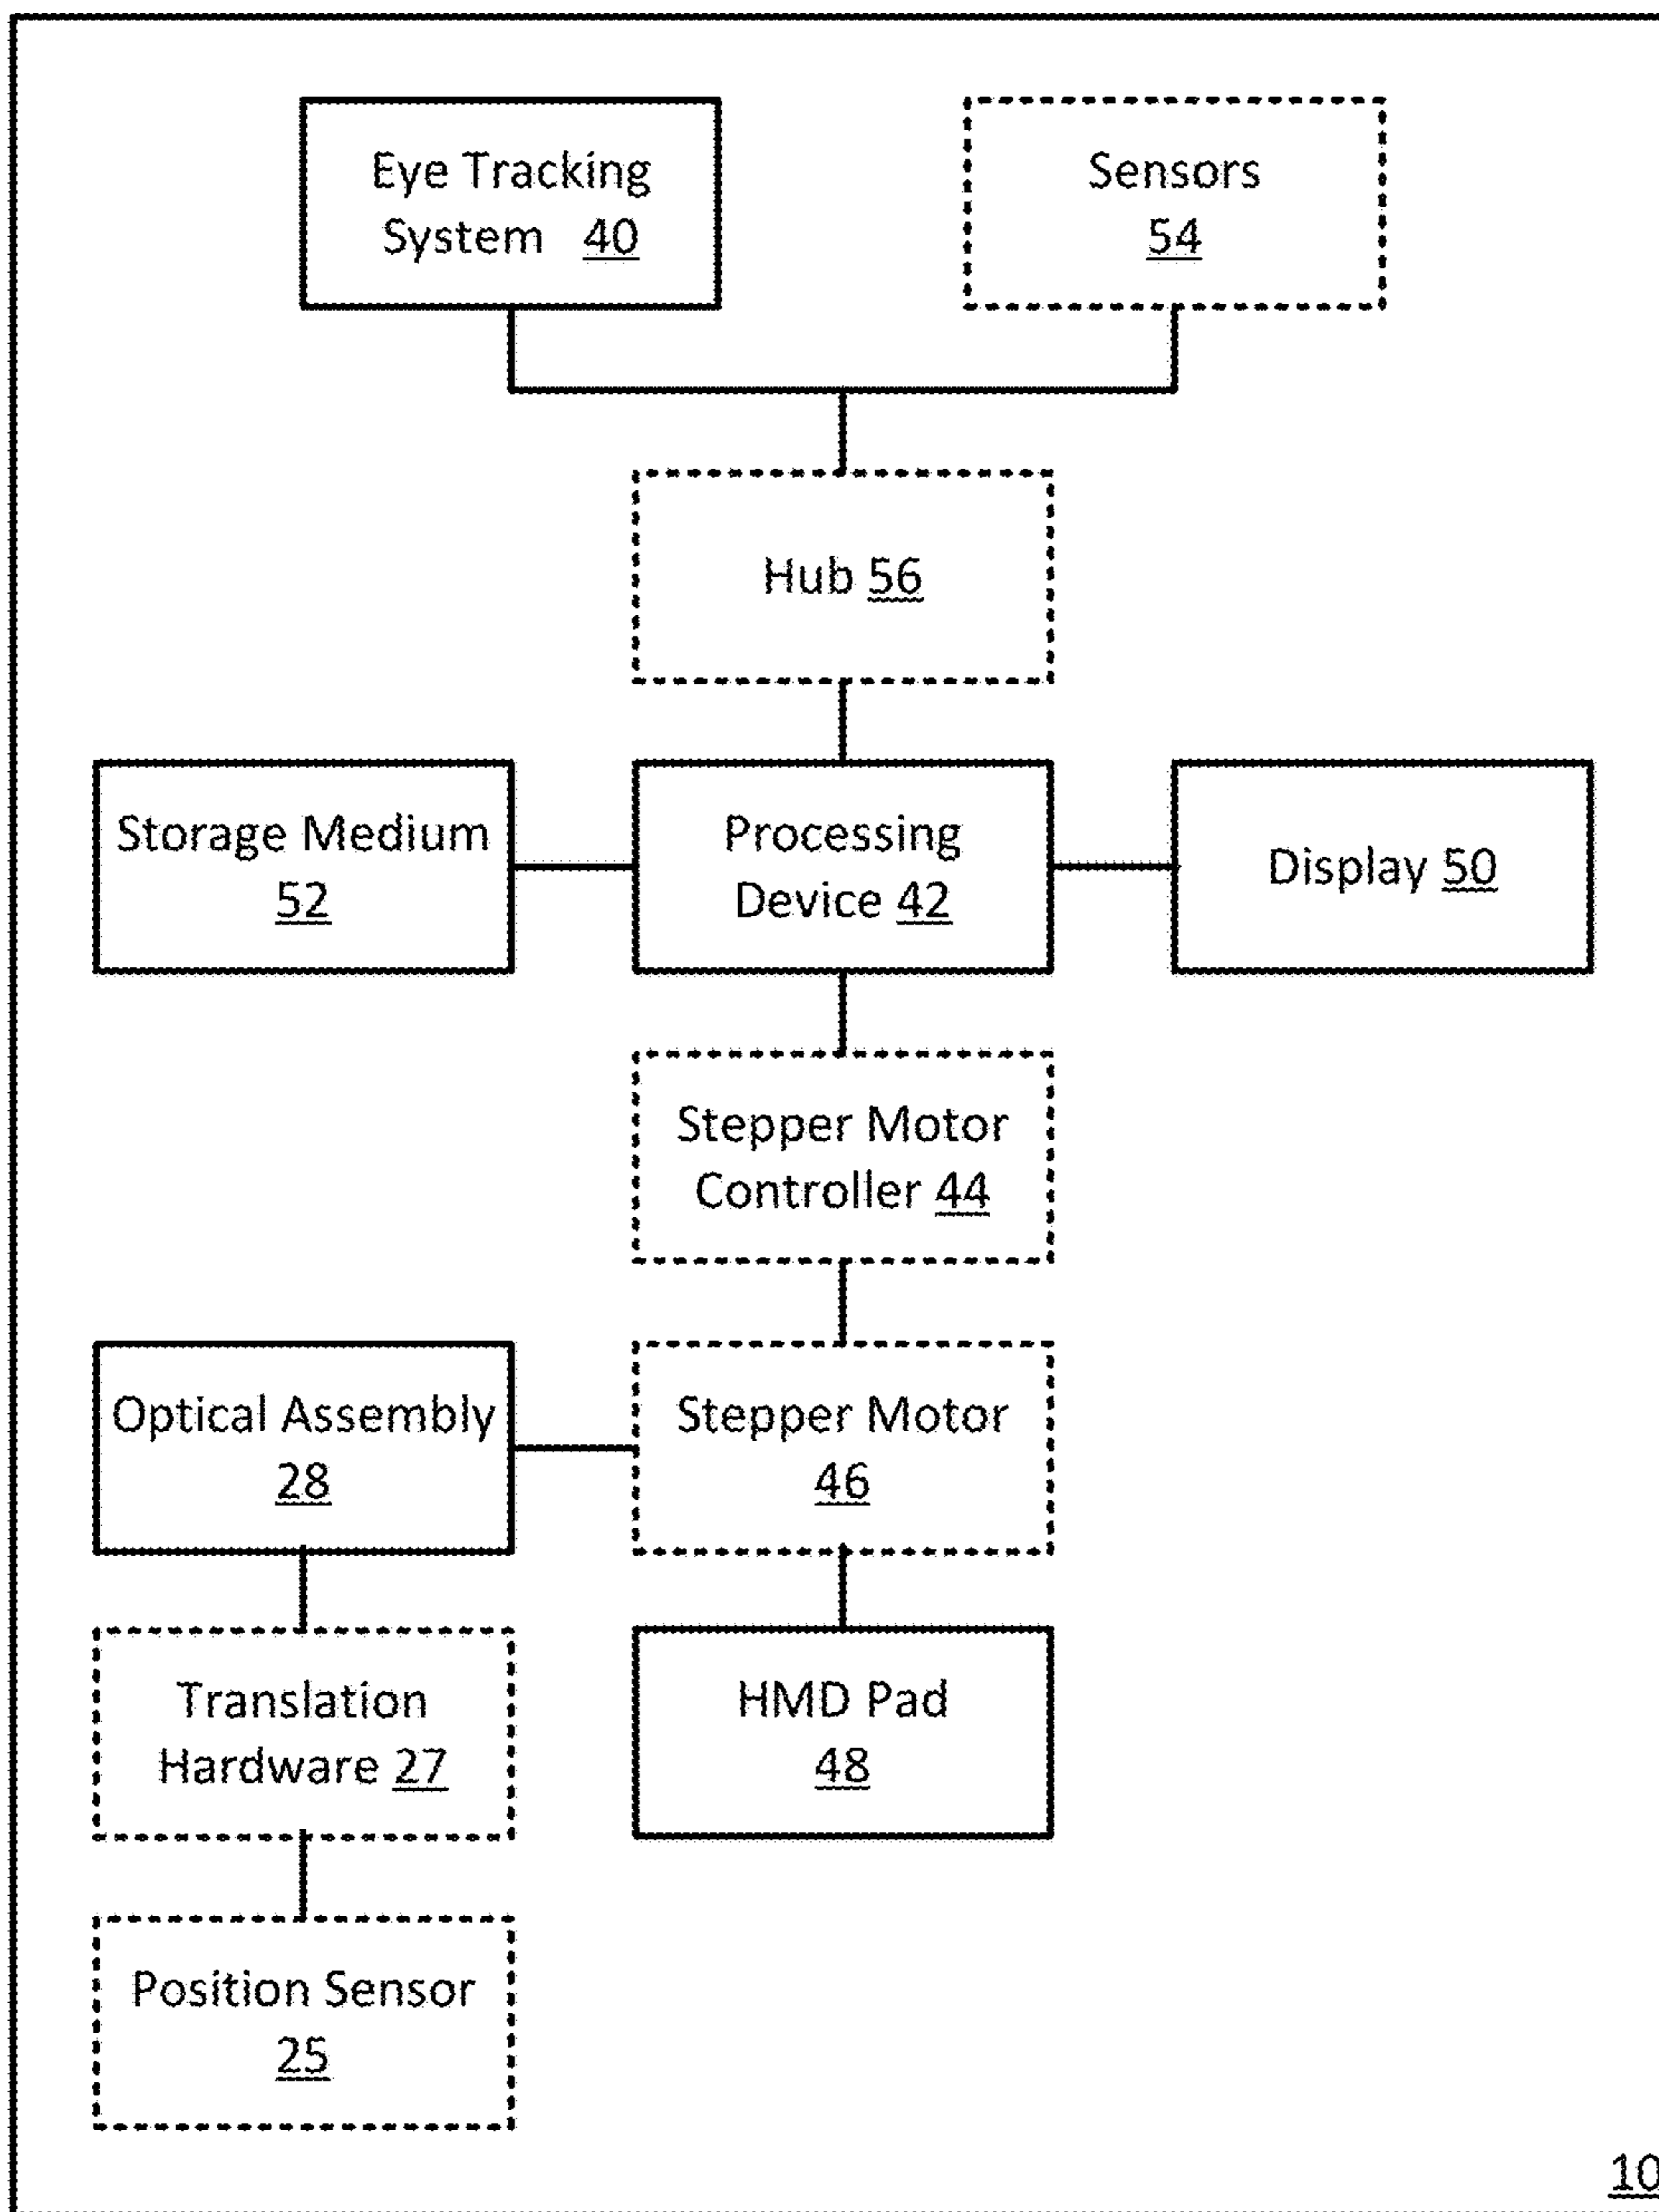 Eye Tracking
System 40
Sensors
54
Hub 56
Storage Medium
52
Processing
Device 42
Display 50
Stepper Motor
Controller 44
Optical Assembly
28
Stepper Motor
46
Translation
Hardware 27
HMD Pad
48
Position Sensor
25
10